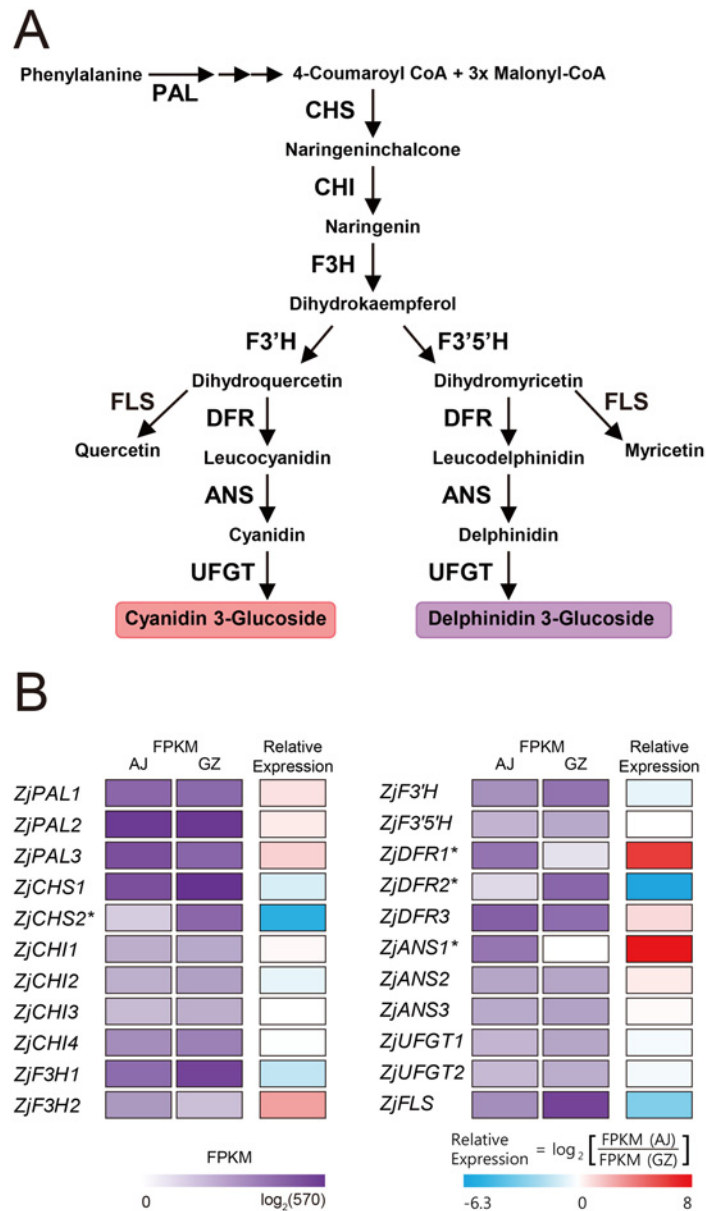 A
Phenylalanine
PAL
4-Coumaroyl CoA + 3x Malonyl-CoA
CHS
Naringeninchalcone
CHI
Naringenin
F3H
Dihydrokaempferol
F3'H F3'5'H
Dihydroquercetin Dihydromyricetin
FLS DFR DFR FLS
Quercetin Leucocyanidin Leucodelphinidin Myricetin
ANS ANS
Cyanidin Delphinidin
UFGT UFGT
Cyanidin 3-Glucoside Delphinidin 3-Glucoside
B
FPKM Relative
AJ GZ Expression
ZjPAL1
ZjPAL2
ZjPAL3
ZjCHS1
ZjCHS2*
ZjCHI1
ZjCHI2
ZjCHI3
ZjCHI4
ZjF3H1
ZjF3H2
FPKM
0 log2(570)
FPKM Relative
AJ GZ Expression
ZjF3'H
ZjF3'5'H
ZjDFR1*
ZjDFR2*
ZjDFR3
ZjANS1*
ZjANS2
ZjANS3
ZjUFGT1
ZjUFGT2
ZjFLS
Relative Expression = log2 [FPKM (AJ) / FPKM (GZ)]
-6.3 0 8